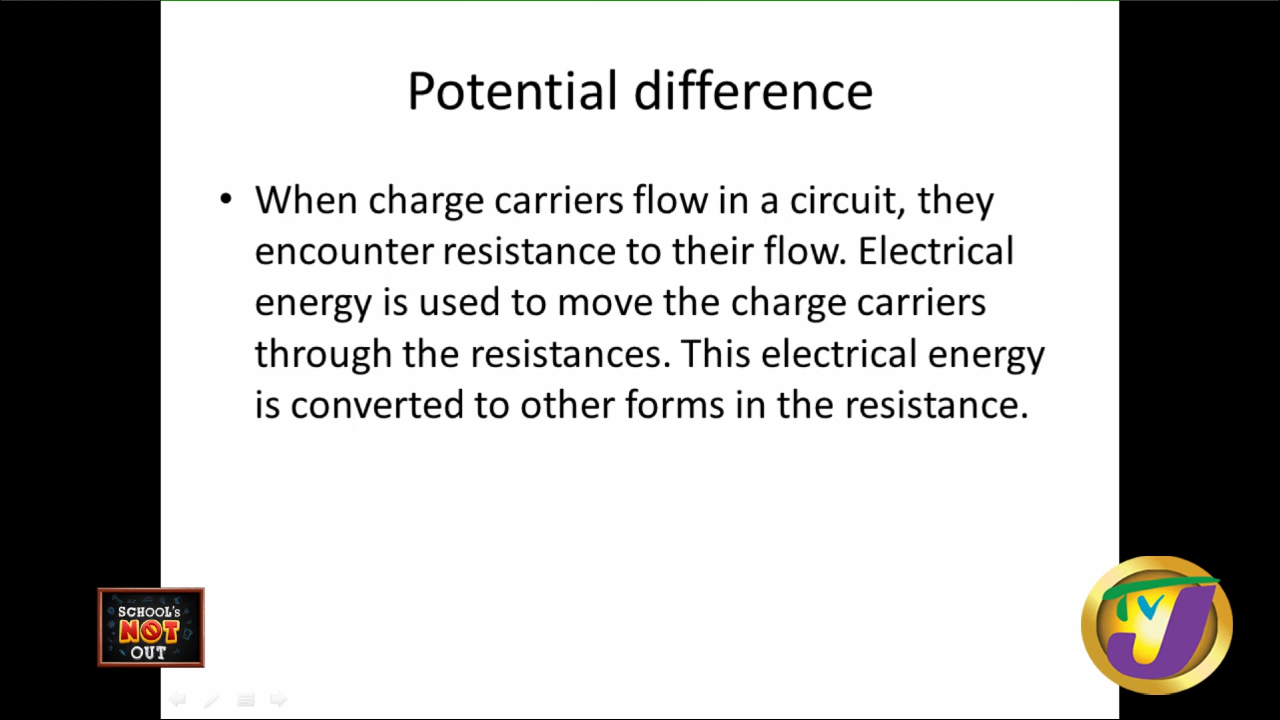 Potential difference
• When charge carriers flow in a circuit, they
encounter resistance to their flow. Electrical
energy is used to move the charge carriers
through the resistances. This electrical energy
is converted to other forms in the resistance.
SCHOOL'S
NOT
OUT
TVJ